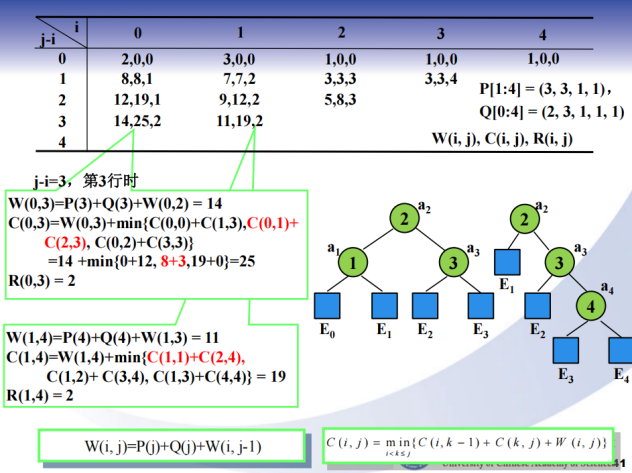 i
j-i
0 1 2 3 4
0 2,0,0 3,0,0 1,0,0 1,0,0 1,0,0
1 8,8,1 7,7,2 3,3,3 3,3,4
2 12,19,1 9,12,2 5,8,3
3 14,25,2 11,19,2
4
P[1:4] = (3, 3, 1, 1),
Q[0:4] = (2, 3, 1, 1, 1)
W(i, j), C(i, j), R(i, j)
j-i=3，第3行时
W(0,3)=P(3)+Q(3)+W(0,2) = 14
C(0,3)=W(0,3)+min{C(0,0)+C(1,3),C(0,1)+
C(2,3), C(0,2)+C(3,3)}
=14 +min{0+12, 8+3,19+0}=25
R(0,3) = 2
W(1,4)=P(4)+Q(4)+W(1,3) = 11
C(1,4)=W(1,4)+min{C(1,1)+C(2,4),
C(1,2)+ C(3,4), C(1,3)+C(4,4)} = 19
R(1,4) = 2
2 a2
a1 1 3 a3
E0 E1 E2 E3
2 a2
E1 3 a3
E2 4 a4
E3 E4
W(i, j)=P(j)+Q(j)+W(i, j-1)
C(i, j) = min{C(i, k-1) + C(k, j) + W(i, j)}
i<k≤j
University of Chinese Academy of Sciences
11